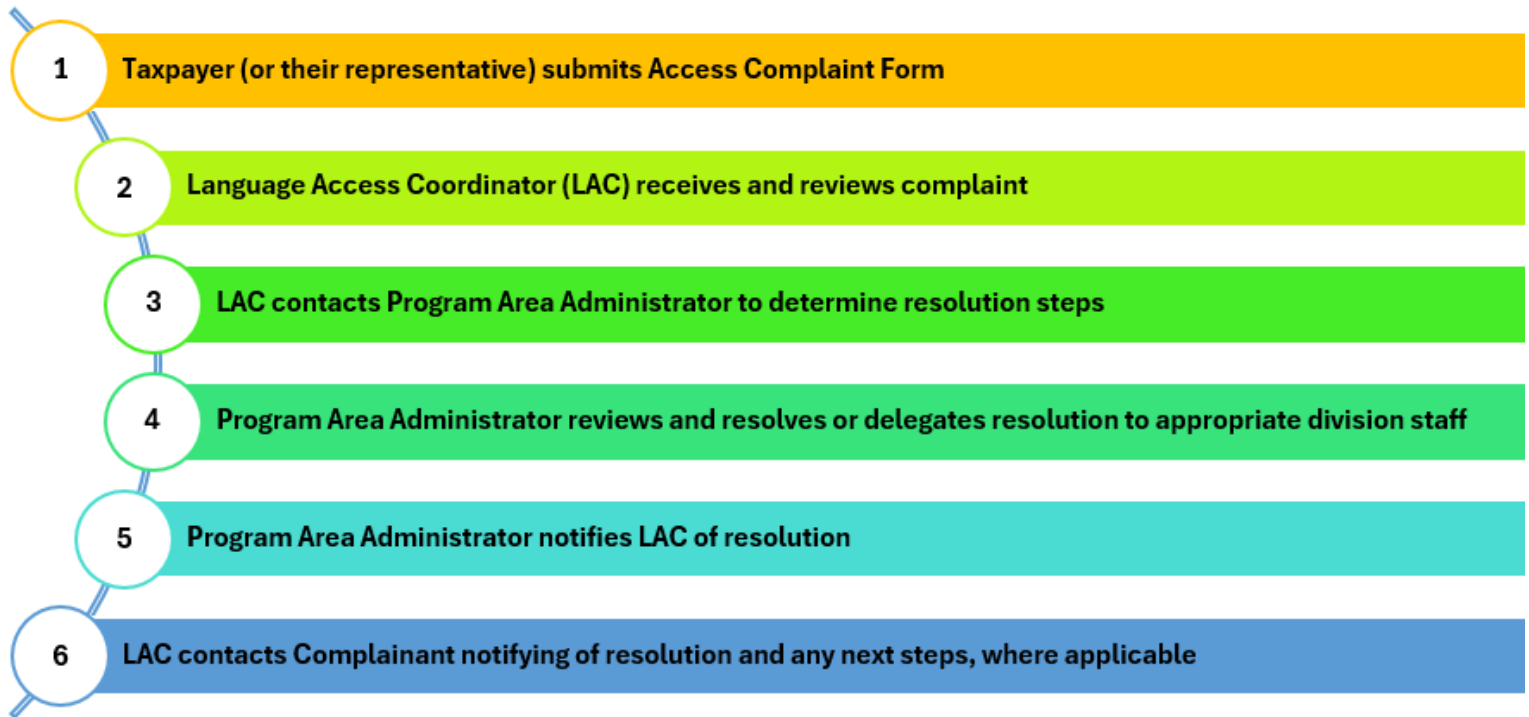 1
Taxpayer (or their representative) submits Access Complaint Form
2
Language Access Coordinator (LAC) receives and reviews complaint
3
LAC contacts Program Area Administrator to determine resolution steps
4
Program Area Administrator reviews and resolves or delegates resolution to appropriate division staff
5
Program Area Administrator notifies LAC of resolution
6
LAC contacts Complainant notifying of resolution and any next steps, where applicable